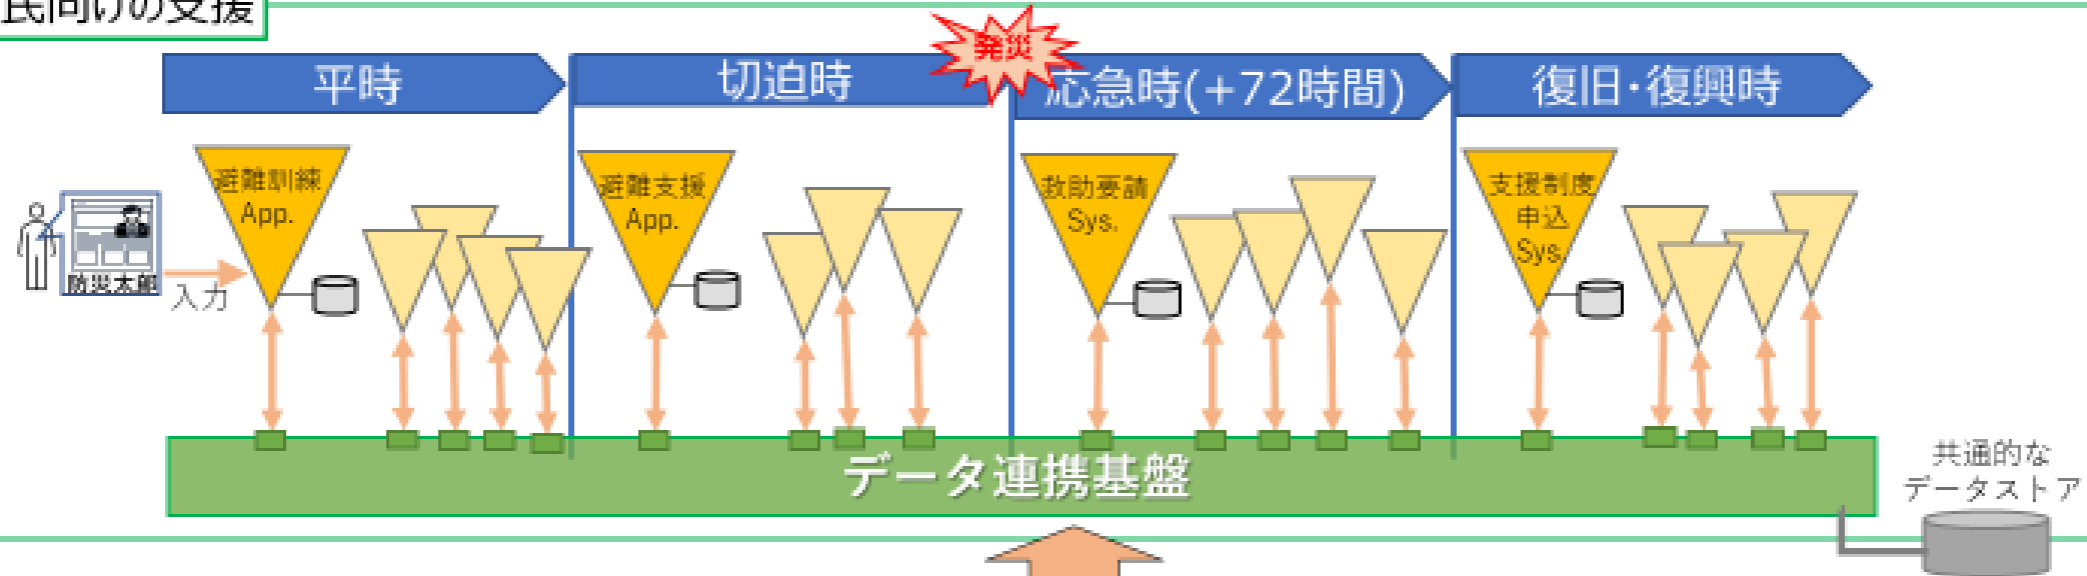 民向けの支援
発災
平時
切迫時
応急時(+72時間)
復旧・復興時
避難訓練
App.
避難支援
App.
救助要請
Sys.
支援制度
申込
Sys.
防災太郎
入力
データ連携基盤
共通的な
データストア